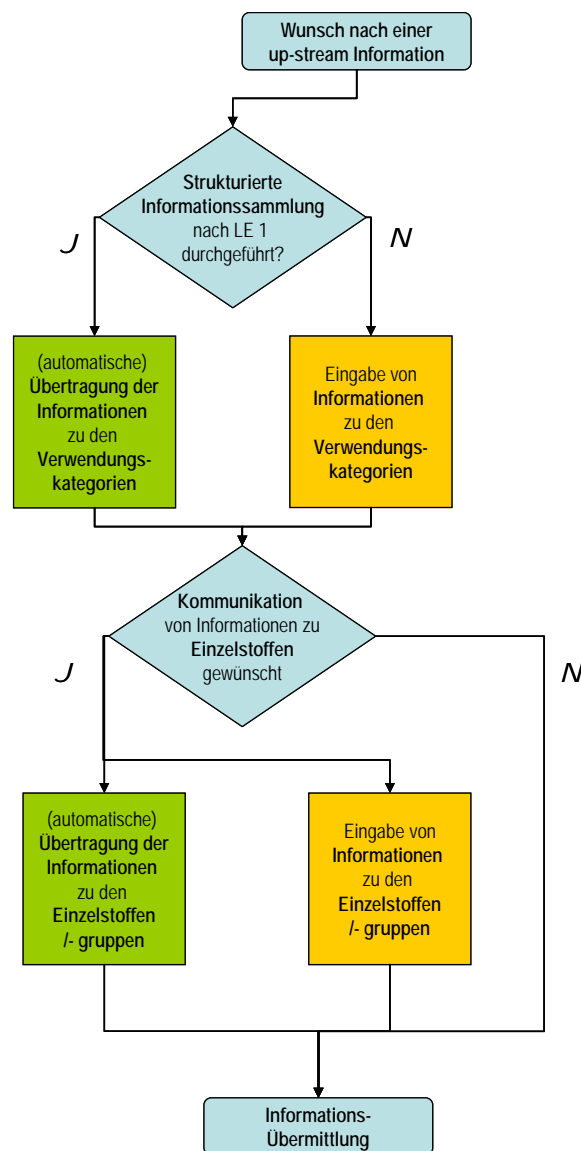 Wunsch nach einer
up-stream Information
Strukturierte
Informationssammlung
nach LE 1
durchgeführt?
J
N
(automatische)
Übertragung der
Informationen
zu den
Verwendungs-
kategorien
Eingabe von
Informationen
zu den
Verwendungs-
kategorien
Kommunikation
von Informationen zu
Einzelstoffen
gewünscht
J
N
(automatische)
Übertragung der
Informationen
zu den
Einzelstoffen
/- gruppen
Eingabe von
Informationen
zu den
Einzelstoffen
/- gruppen
Informations-
Übermittlung